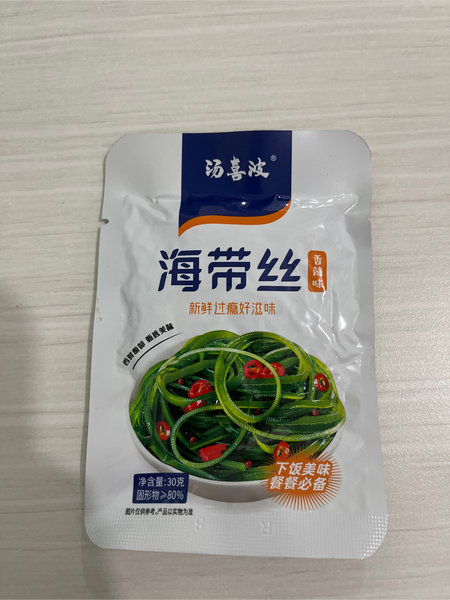 汤喜波®
海带丝
香辣味
新鲜过瘾好滋味
下饭美味
餐餐必备
净含量:30克
固形物≥80%
图片仅供参考,产品以实物为准